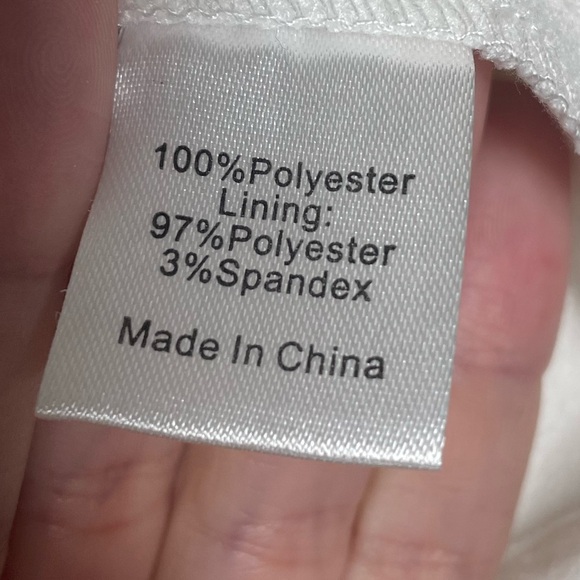 100%Polyester
Lining:
97%Polyester
3%Spandex
Made In China